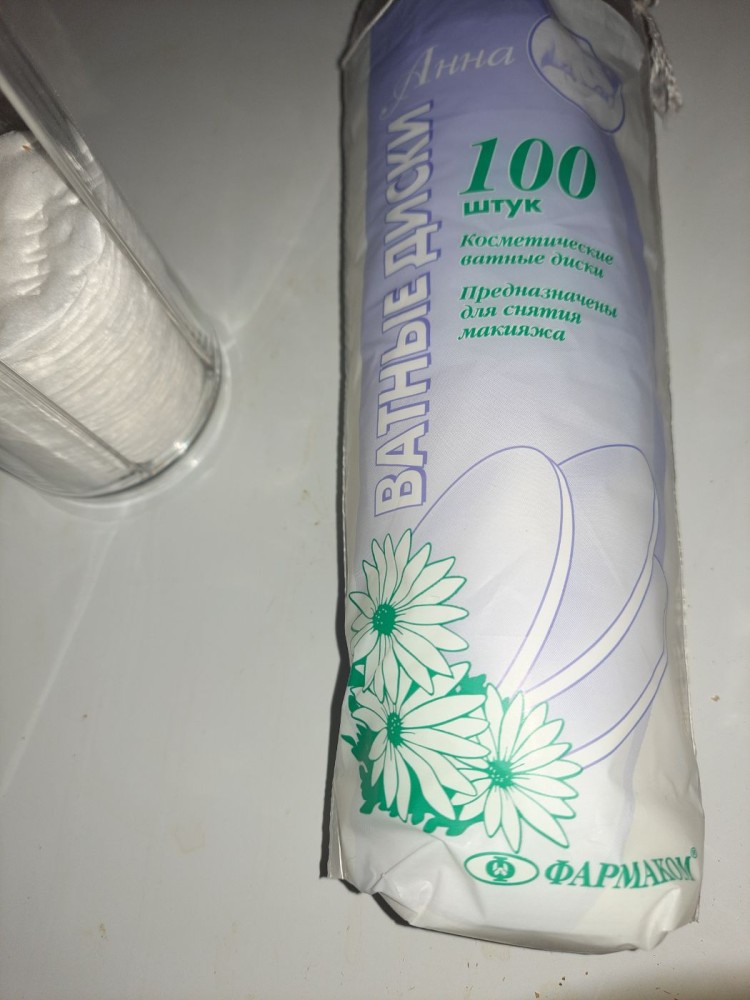 Анна
ВАТНЫЕ ДИСКИ
100
штук
Косметические
ватные диски
Предназначены
для снятия
макияжа
ФАРМАКОМ®